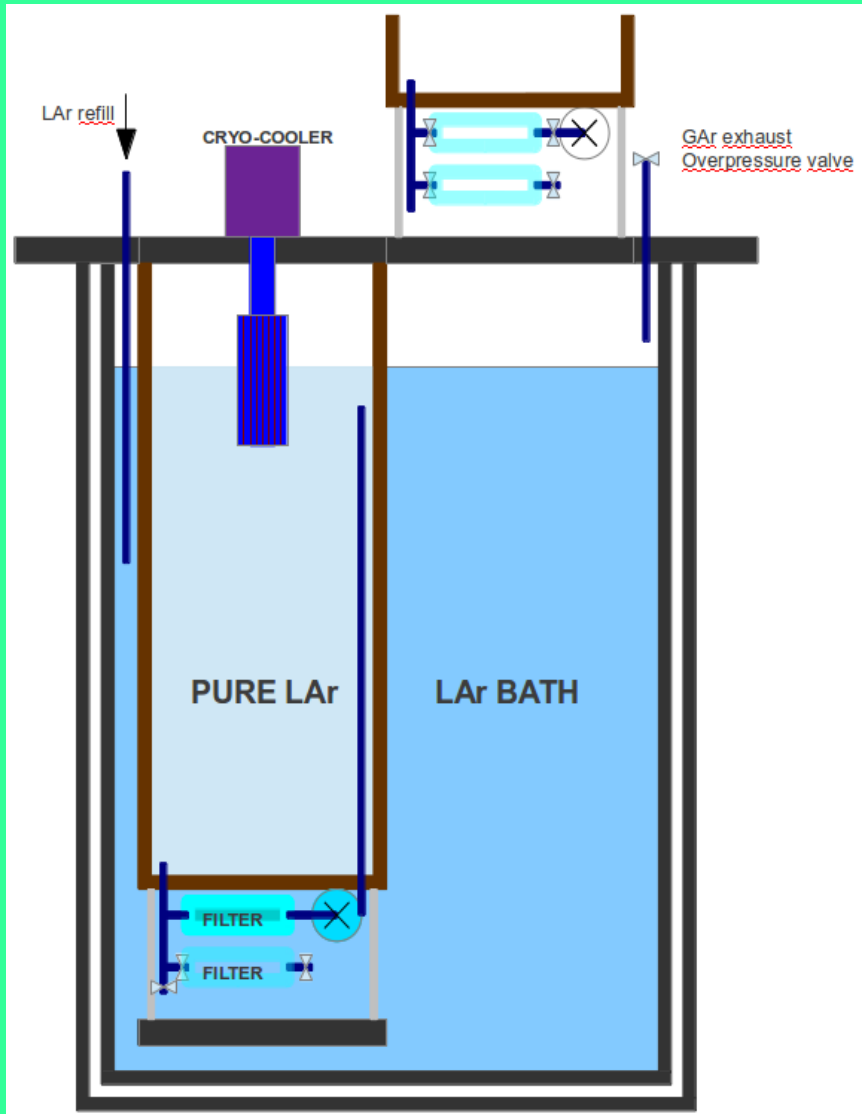 LAr refill
CRYO-COOLER
GAr exhaust
Overpressure valve
PURE LAr
LAr BATH
FILTER
FILTER